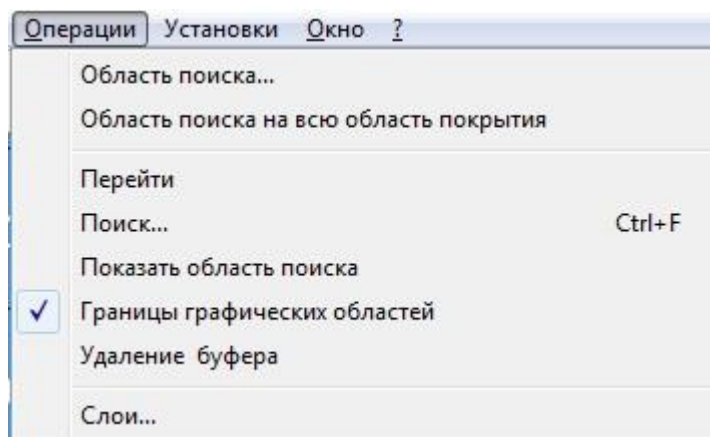 Операции Установки Окно ?
Область поиска...
Область поиска на всю область покрытия
Перейти
Поиск... Ctrl+F
Показать область поиска
Границы графических областей
Удаление буфера
Слои...